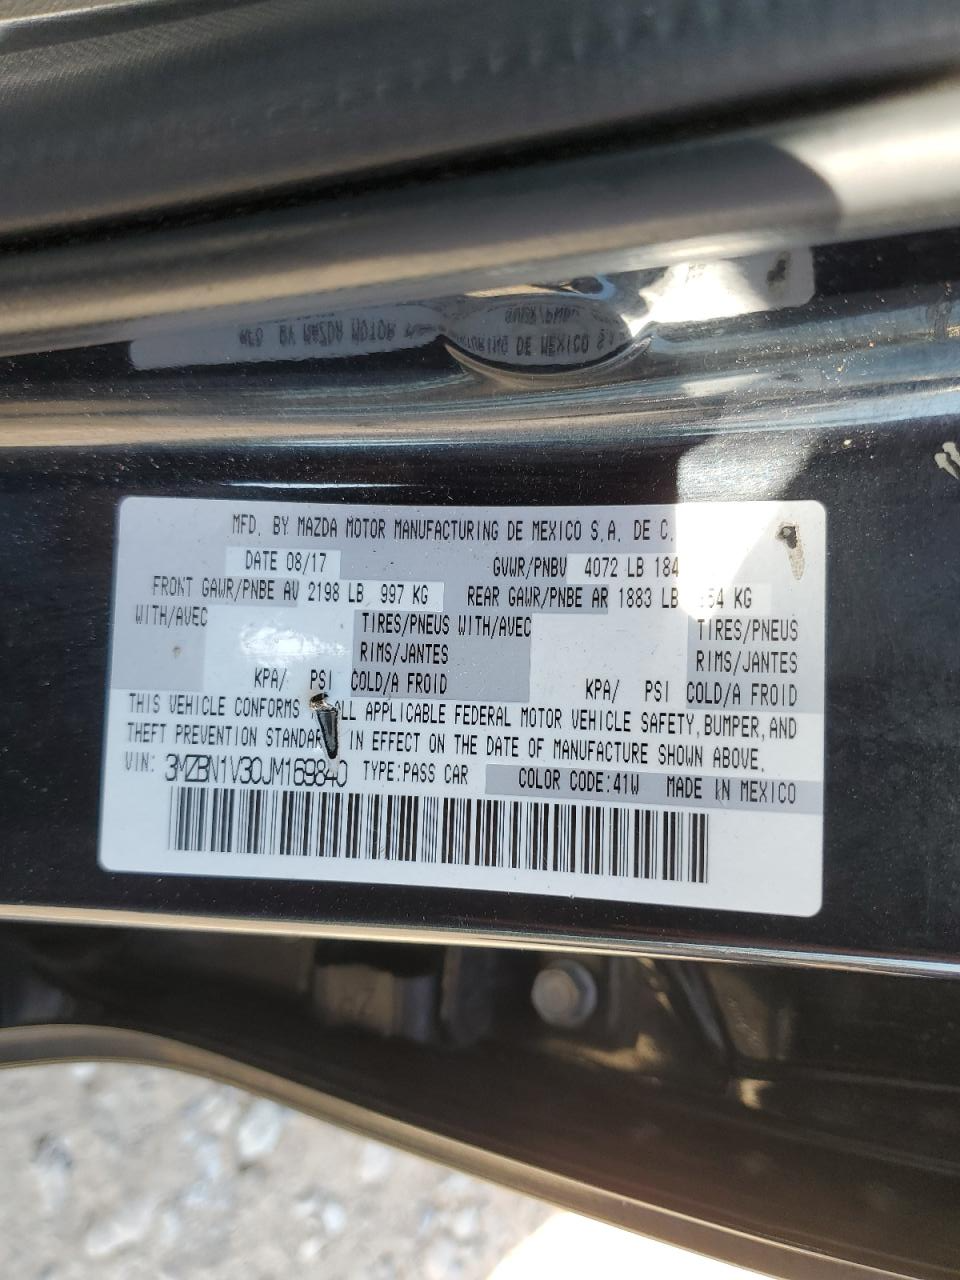 MFD. BY MAZDA MOTOR MANUFACTURING DE MEXICO S.A. DE C.
DATE 08/17 GVWR/PNBV 4072 LB 184
FRONT GAWR/PNBE AV 2198 LB 997 KG REAR GAWR/PNBE AR 1883 LB 54 KG
WITH/AVEC TIRES/PNEUS WITH/AVEC TIRES/PNEUS
RIMS/JANTES RIMS/JANTES
KPA/ PSI COLD/A FROID KPA/ PSI COLD/A FROID
THIS VEHICLE CONFORMS ALL APPLICABLE FEDERAL MOTOR VEHICLE SAFETY, BUMPER, AND
THEFT PREVENTION STANDAR IN EFFECT ON THE DATE OF MANUFACTURE SHOWN ABOVE.
VIN: 3MZBN1V30JM169840 TYPE:PASS CAR COLOR CODE:41W MADE IN MEXICO